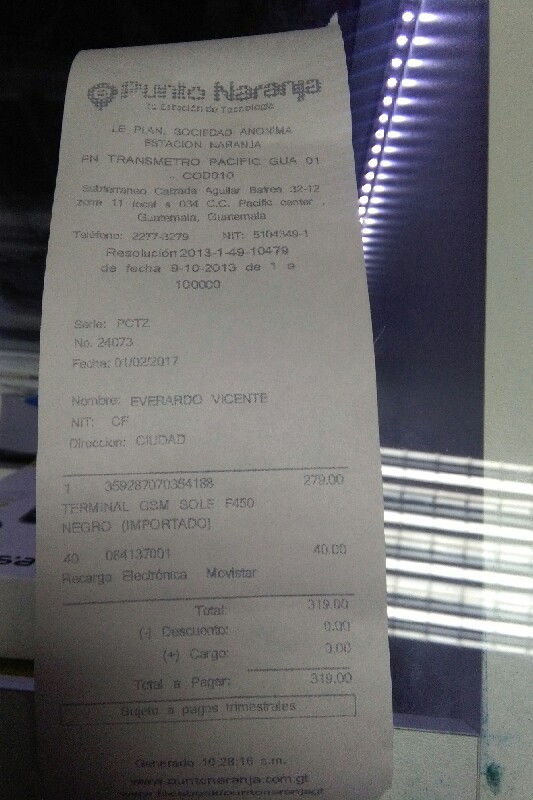 Punto Naranja
Tu Estación de Tecnología
LE PLAN, SOCIEDAD ANONIMA
ESTACION NARANJA
PN TRANSMETRO PACIFIC GUA 01
- COD010
Subterraneo Calzada Aguilar Batres 32-12
zona 11 local a 034 C.C. Pacific center ,
Guatemala, Guatemala
Teléfono: 2277-3279 NIT: 5104349-1
Resolución 2013-1-49-10479
de fecha 9-10-2013 de 1 a
100000
Serie: PCTZ
No. 24073
Fecha: 01/02/2017
Nombre: EVERARDO VICENTE
NIT: CF
Direccion: CIUDAD
1 359287070354188 279.00
TERMINAL GSM SOLE F450
NEGRO (IMPORTADO)
40 084137001 40.00
Recargo Electrónica Movistar
Total: 319.00
(-) Descuento: 0.00
(+) Cargo: 0.00
Total a Pagar: 319.00
Sujeto a pagos trimestrales
Generado 10:28:16 a.m.
www.puntonaranja.com.gt
www.facebook/puntonaranjagt